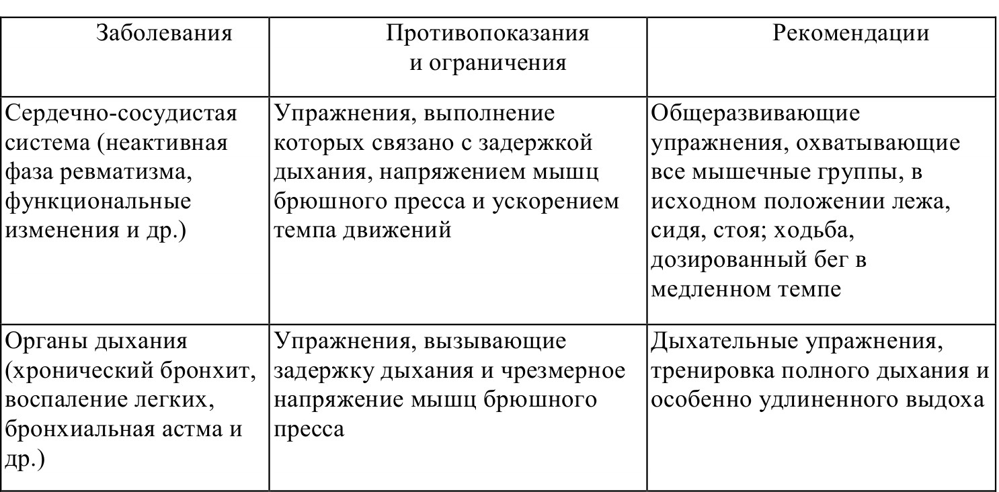 Заболевания
Противопоказания
и ограничения
Рекомендации
Сердечно-сосудистая
система (неактивная
фаза ревматизма,
функциональные
изменения и др.)
Упражнения, выполнение
которых связано с задержкой
дыхания, напряжением мышц
брюшного пресса и ускорением
темпа движений
Общеразвивающие
упражнения, охватывающие
все мышечные группы, в
исходном положении лежа,
сидя, стоя; ходьба,
дозированный бег в
медленном темпе
Органы дыхания
(хронический бронхит,
воспаление легких,
бронхиальная астма и
др.)
Упражнения, вызывающие
задержку дыхания и чрезмерное
напряжение мышц брюшного
пресса
Дыхательные упражнения,
тренировка полного дыхания и
особенно удлиненного выдоха